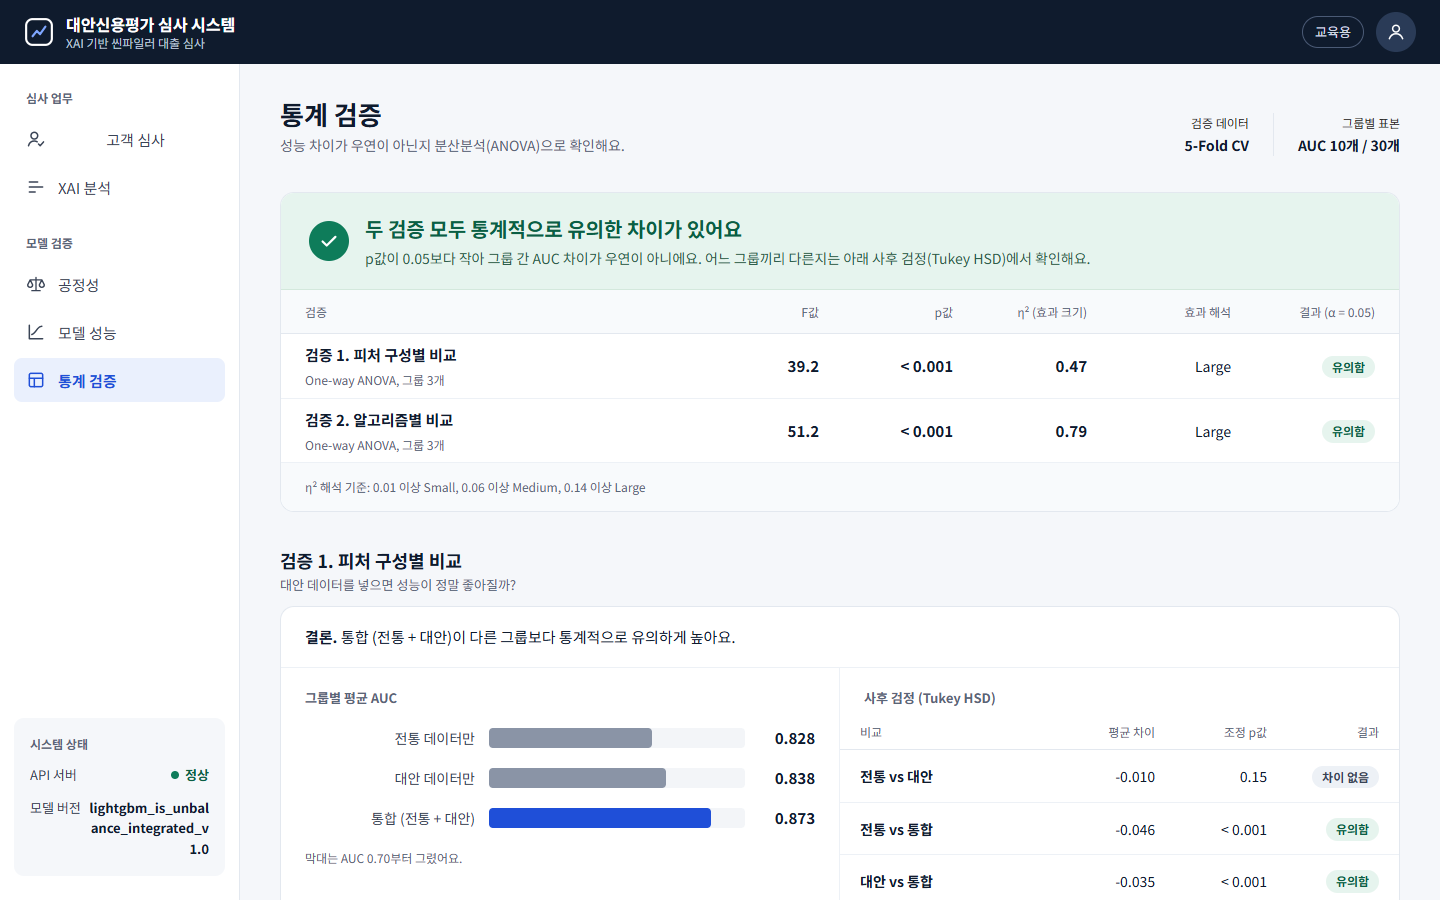 대안신용평가 심사 시스템
XAI 기반 씬파일러 대출 심사
교육용
심사 업무
고객 심사
XAI 분석
모델 검증
공정성
모델 성능
통계 검증
시스템 상태
API 서버 정상
모델 버전 lightgbm_is_unbal
ance_integrated_v
1.0
통계 검증
성능 차이가 우연이 아닌지 분산분석(ANOVA)으로 확인해요.
검증 데이터
5-Fold CV
그룹별 표본
AUC 10개 / 30개
두 검증 모두 통계적으로 유의한 차이가 있어요
p값이 0.05보다 작아 그룹 간 AUC 차이가 우연이 아니에요. 어느 그룹끼리 다른지는 아래 사후 검정(Tukey HSD)에서 확인해요.
검증 F값 p값 η² (효과 크기) 효과 해석 결과 (α = 0.05)
검증 1. 피처 구성별 비교
One-way ANOVA, 그룹 3개
39.2 < 0.001 0.47 Large 유의함
검증 2. 알고리즘별 비교
One-way ANOVA, 그룹 3개
51.2 < 0.001 0.79 Large 유의함
η² 해석 기준: 0.01 이상 Small, 0.06 이상 Medium, 0.14 이상 Large
검증 1. 피처 구성별 비교
대안 데이터를 넣으면 성능이 정말 좋아질까?
결론. 통합 (전통 + 대안)이 다른 그룹보다 통계적으로 유의하게 높아요.
그룹별 평균 AUC
전통 데이터만 0.828
대안 데이터만 0.838
통합 (전통 + 대안) 0.873
막대는 AUC 0.70부터 그렸어요.
사후 검정 (Tukey HSD)
비교 평균 차이 조정 p값 결과
전통 vs 대안 -0.010 0.15 차이 없음
전통 vs 통합 -0.046 < 0.001 유의함
대안 vs 통합 -0.035 < 0.001 유의함